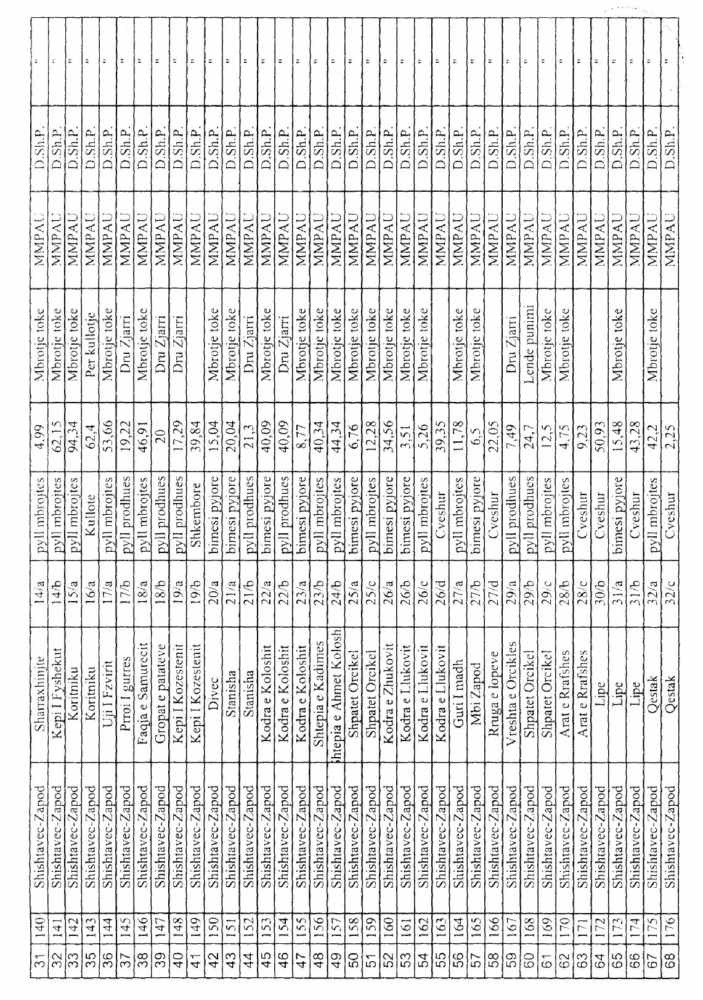 31 140 Shishtavec-Zapod Sharraxhinjte 14/a pyll mbrojtes 4,99 Mbrotje toke MMPAU D.Sh.P. "
32 141 Shishtavec-Zapod Kepi I Fyshekut 14/b pyll mbrojtes 62,15 Mbrotje toke MMPAU D.Sh.P. "
33 142 Shishtavec-Zapod Koritniku 15/a pyll mbrojtes 94,34 Mbrotje toke MMPAU D.Sh.P. "
35 143 Shishtavec-Zapod Koritniku 16/a Kullote 62,4 Per kullotje MMPAU D.Sh.P. "
36 144 Shishtavec-Zapod Uji I Fzvirit 17/a pyll mbrojtes 53,66 Mbrotje toke MMPAU D.Sh.P. "
37 145 Shishtavec-Zapod Prroi I gurres 17/b pyll prodhues 19,22 Dru Zjarri MMPAU D.Sh.P. "
38 146 Shishtavec-Zapod Faqja e Samurecit 18/a pyll mbrojtes 46,91 Mbrotje toke MMPAU D.Sh.P. "
39 147 Shishtavec-Zapod Gropat e patateve 18/b pyll prodhues 20 Dru Zjarri MMPAU D.Sh.P. "
40 148 Shishtavec-Zapod Kepi I Kozestenit 19/a pyll prodhues 17,29 Dru Zjarri MMPAU D.Sh.P. "
41 149 Shishtavec-Zapod Kepi I Kozestenit 19/b Shkembore 39,84 MMPAU D.Sh.P. "
42 150 Shishtavec-Zapod Divec 20/a bimesi pyjore 15,04 Mbrotje toke MMPAU D.Sh.P. "
43 151 Shishtavec-Zapod Stanisha 21/a bimesi pyjore 20,04 Mbrotje toke MMPAU D.Sh.P "
44 152 Shishtavec-Zapod Stanisha 21/b pyll prodhues 21,3 Dru Zjarri MMPAU D.Sh.P. "
45 153 Shishtavec-Zapod Kodra e Koloshit 22/a bimesi pyjore 40,09 Mbrotje toke MMPAU D.Sh.P. "
46 154 Shishtavec-Zapod Kodra e Koloshit 22/b pyll prodhues 40,09 Dru Zjarri MMPAU D.Sh.P. "
47 155 Shishtavec-Zapod Kodra e Koloshit 23/a bimesi pyjore 8,77 Mbrotje toke MMPAU D.Sh.P. "
48 156 Shishtavec-Zapod Shtepia e Kadimes 23/b pyll mbrojtes 40,34 Mbrotje toke MMPAU D.Sh.P. "
49 157 Shishtavec-Zapod Shtepia e Ahmet Kolosh 24/b pyll mbrojtes 44,34 Mbrotje toke MMPAU D.Sh.P. "
50 158 Shishtavec-Zapod Shpatet Orcikel 25/a bimesi pyjore 6,76 Mbrotje toke MMPAU D.Sh.P. "
51 159 Shishtavec-Zapod Shpatet Orcikel 25/c pyll mbrojtes 12,28 Mbrotje toke MMPAU D.Sh.P. "
52 160 Shishtavec-Zapod Kodra e Zhukovit 26/a bimesi pyjore 34,56 Mbrotje toke MMPAU D.Sh.P. "
53 161 Shishtavec-Zapod Kodra e Llukovit 26/b bimesi pyjore 3,51 Mbrotje toke MMPAU D.Sh.P. "
54 162 Shishtavec-Zapod Kodra e Llukovit 26/c pyll mbrojtes 5,26 Mbrotje toke MMPAU D.Sh.P. "
55 163 Shishtavec-Zapod Kodra e Llukovit 26/d Cveshur 39,35 MMPAU D.Sh.P. "
56 164 Shishtavec-Zapod Guri I madh 27/a pyll mbrojtes 11,78 Mbrotje toke MMPAU D.Sh.P. "
57 165 Shishtavec-Zapod Mbi Zapod 27/b bimesi pyjore 6,5 Mbrotje toke MMPAU D.Sh.P. "
58 166 Shishtavec-Zapod Rruga e lopeve 27/d Cveshur 22,05 MMPAU D.Sh.P. "
59 167 Shishtavec-Zapod Vreshta e Orcikles 29/a pyll prodhues 7,49 Dru Zjarri MMPAU D.Sh.P. "
60 168 Shishtavec-Zapod Shpatet Orcikel 29/b pyll prodhues 24,7 Lende punimi MMPAU D.Sh.P. "
61 169 Shishtavec-Zapod Shpatet Orcikel 29/c pyll mbrojtes 12,5 Mbrotje toke MMPAU D.Sh.P. "
62 170 Shishtavec-Zapod Arat e Rrafshes 28/b pyll mbrojtes 4,75 Mbrotje toke MMPAU D.Sh.P. "
63 171 Shishtavec-Zapod Arat e Rrafshes 28/c Cveshur 9,23 MMPAU D.Sh.P. "
64 172 Shishtavec-Zapod Lipe 30/b Cveshur 50,93 MMPAU D.Sh.P. "
65 173 Shishtavec-Zapod Lipe 31/a bimesi pyjore 15,48 Mbrotje toke MMPAU D.Sh.P. "
66 174 Shishtavec-Zapod Lipe 31/b Cveshur 43,28 MMPAU D.Sh.P. "
67 175 Shishtavec-Zapod Qestak 32/a pyll mbrojtes 42,2 Mbrotje toke MMPAU D.Sh.P. "
68 176 Shishtavec-Zapod Qestak 32/c Cveshur 2,25 MMPAU D.Sh.P. "